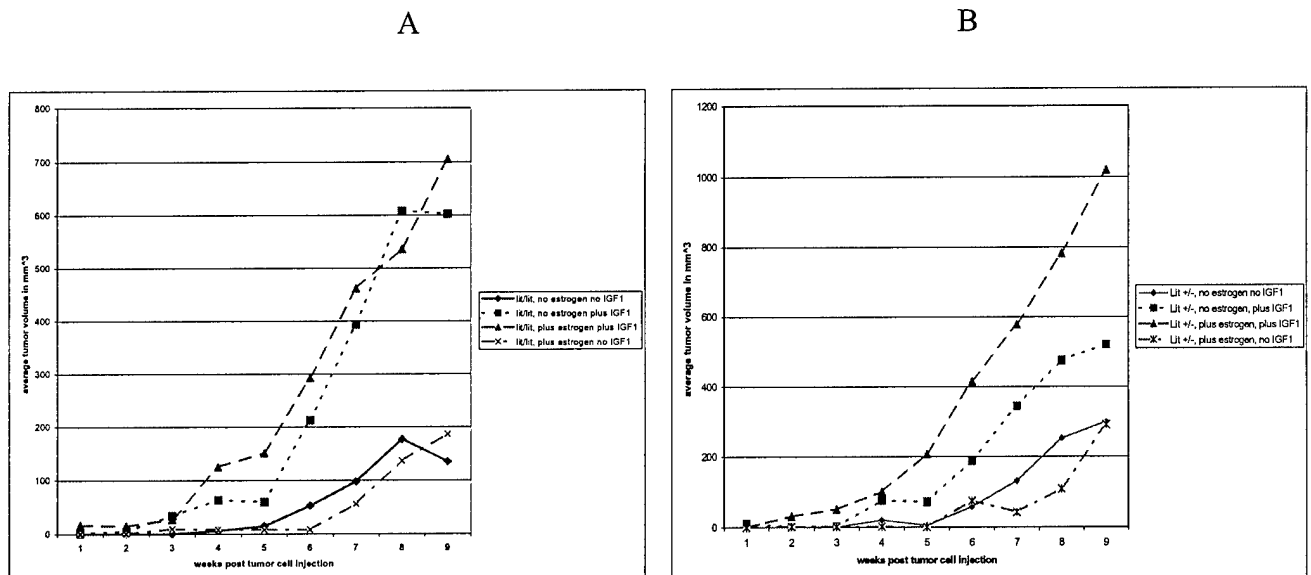 A
B
800
700
600
500
400
300
200
100
0
1 2 3 4 5 6 7 8 9
average tumor volume in mm^3
weeks post tumor cell injection
lit/lit, no estrogen no IGF1
lit/lit, no estrogen plus IGF1
lit/lit, plus estrogen plus IGF1
lit/lit, plus estrogen no IGF1
1200
1000
800
600
400
200
0
1 2 3 4 5 6 7 8 9
average tumor volume in mm^3
weeks post tumor cell injection
Lit +/-, no estrogen no IGF1
Lit +/-, no estrogen, plus IGF1
Lit +/-, plus estrogen, plus IGF1
Lit +/-, plus estrogen, no IGF1